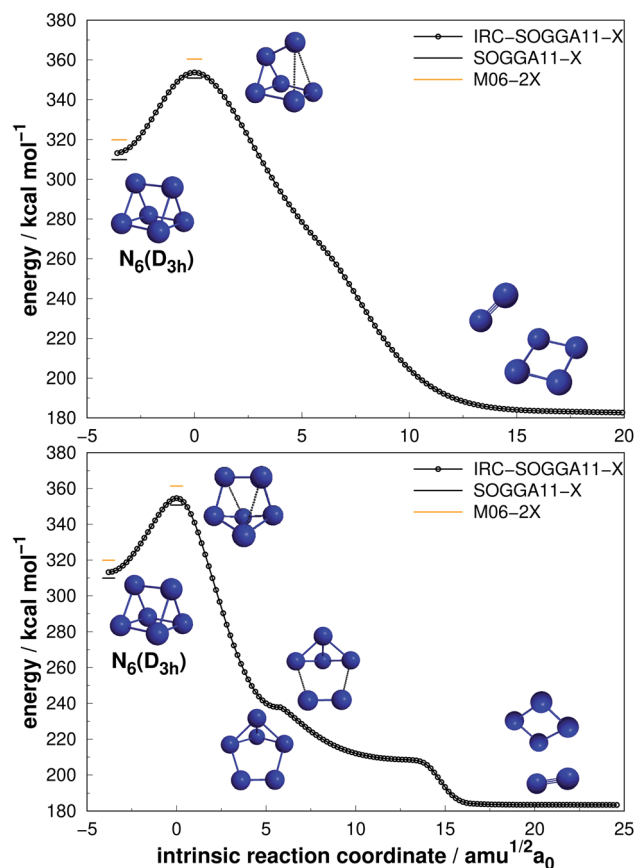 360
340
320
300
280
260
240
220
200
180
energy / kcal mol⁻¹
IRC−SOGGA11−X
SOGGA11−X
M06−2X
N₆(D₃ₕ)
−5 0 5 10 15 20
360
340
320
300
280
260
240
220
200
180
energy / kcal mol⁻¹
IRC−SOGGA11−X
SOGGA11−X
M06−2X
N₆(D₃ₕ)
−5 0 5 10 15 20 25
intrinsic reaction coordinate / amu¹ᐟ²a₀